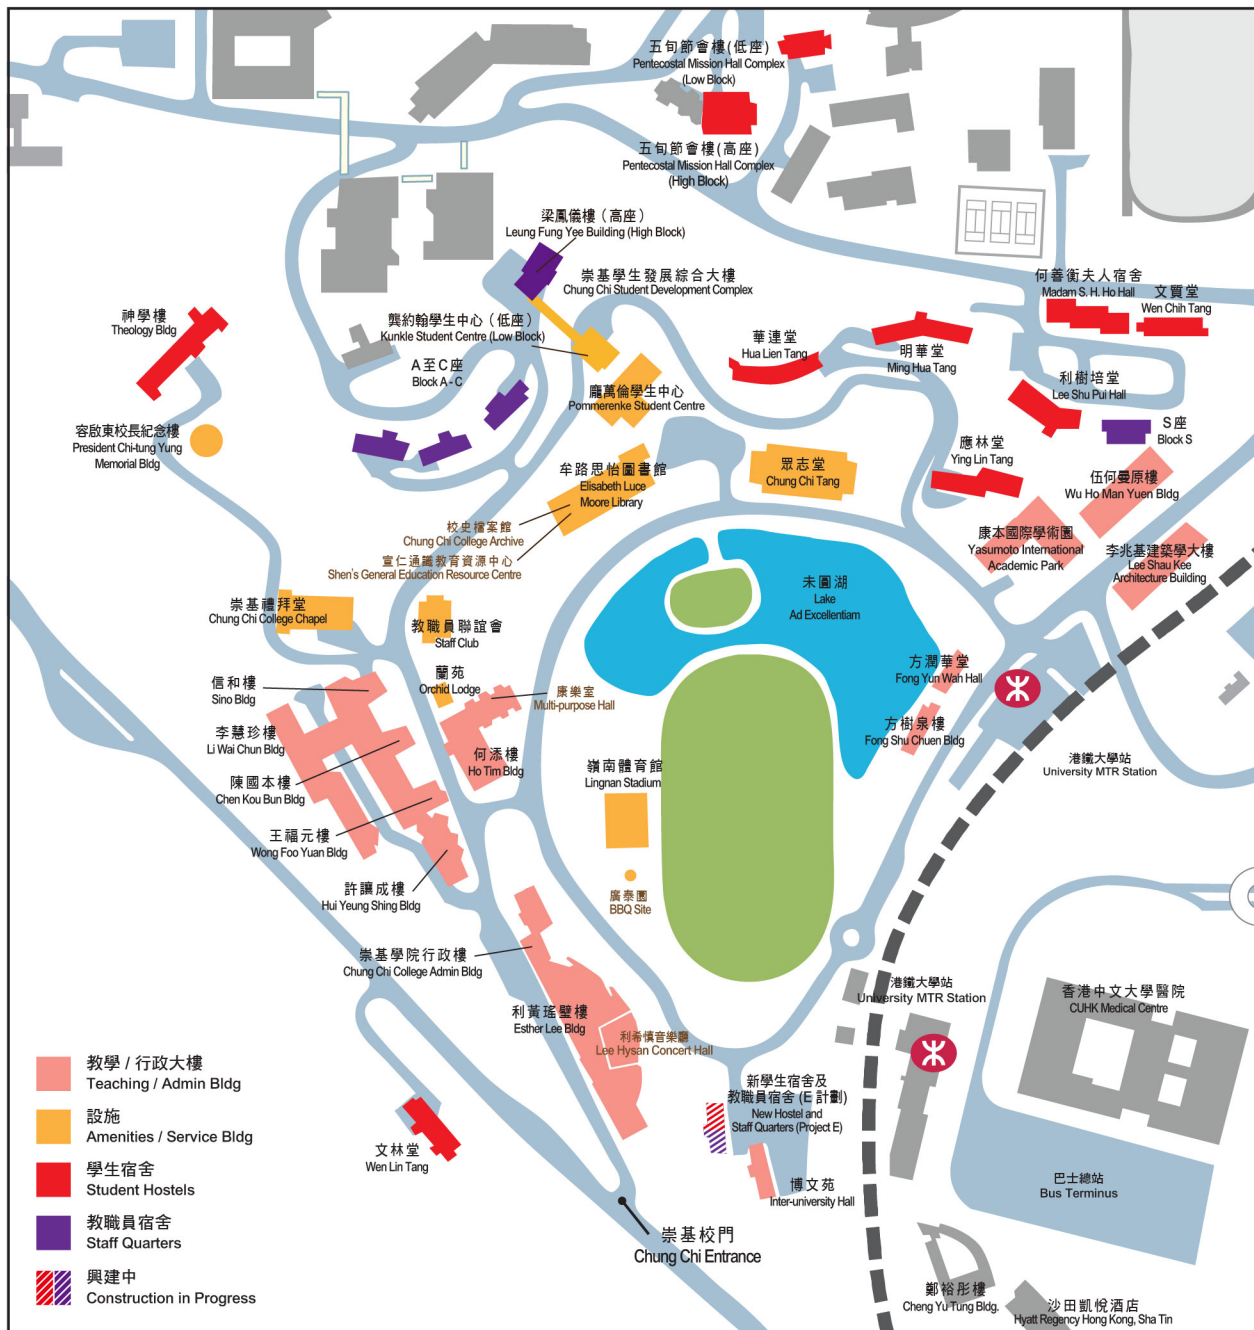 五旬節會樓(低座)
Pentecostal Mission Hall Complex
(Low Block)
五旬節會樓(高座)
Pentecostal Mission Hall Complex
(High Block)
梁鳳儀樓（高座）
Leung Fung Yee Building (High Block)
崇基學生發展綜合大樓
Chung Chi Student Development Complex
何善衡夫人宿舍
Madam S. H. Ho Hall
文質堂
Wen Chih Tang
神學樓
Theology Bldg
龔約翰學生中心（低座）
Kunkle Student Centre (Low Block)
華連堂
Hua Lien Tang
明華堂
Ming Hua Tang
A至C座
Block A - C
龐萬倫學生中心
Pommerenke Student Centre
利樹培堂
Lee Shu Pui Hall
S座
Block S
容啟東校長紀念樓
President Chi-tung Yung
Memorial Bldg
應林堂
Ying Lin Tang
眾志堂
Chung Chi Tang
牟路思怡圖書館
Elisabeth Luce
Moore Library
伍何曼原樓
Wu Ho Man Yuen Bldg
校史檔案館
Chung Chi College Archive
宣仁通識教育資源中心
Shen's General Education Resource Centre
康本國際學術園
Yasumoto International
Academic Park
李兆基建築學大樓
Lee Shau Kee
Architecture Building
未圓湖
Lake
Ad Excellentiam
崇基禮拜堂
Chung Chi College Chapel
教職員聯誼會
Staff Club
蘭苑
Orchid Lodge
康樂室
Multi-purpose Hall
方潤華堂
Fong Yun Wah Hall
信和樓
Sino Bldg
李慧珍樓
Li Wai Chun Bldg
方樹泉樓
Fong Shu Chuen Bldg
何添樓
Ho Tim Bldg
港鐵大學站
University MTR Station
嶺南體育館
Lingnan Stadium
陳國本樓
Chen Kou Bun Bldg
王福元樓
Wong Foo Yuan Bldg
許讓成樓
Hui Yeung Shing Bldg
廣泰園
BBQ Site
崇基學院行政樓
Chung Chi College Admin Bldg
港鐵大學站
University MTR Station
香港中文大學醫院
CUHK Medical Centre
利黃瑤璧樓
Esther Lee Bldg
利希慎音樂廳
Lee Hysan Concert Hall
新學生宿舍及
教職員宿舍 (E 計劃)
New Hostel and
Staff Quarters (Project E)
文林堂
Wen Lin Tang
博文苑
Inter-university Hall
巴士總站
Bus Terminus
崇基校門
Chung Chi Entrance
鄭裕彤樓
Cheng Yu Tung Bldg.
沙田凱悅酒店
Hyatt Regency Hong Kong, Sha Tin
教學 / 行政大樓
Teaching / Admin Bldg
設施
Amenities / Service Bldg
學生宿舍
Student Hostels
教職員宿舍
Staff Quarters
興建中
Construction in Progress